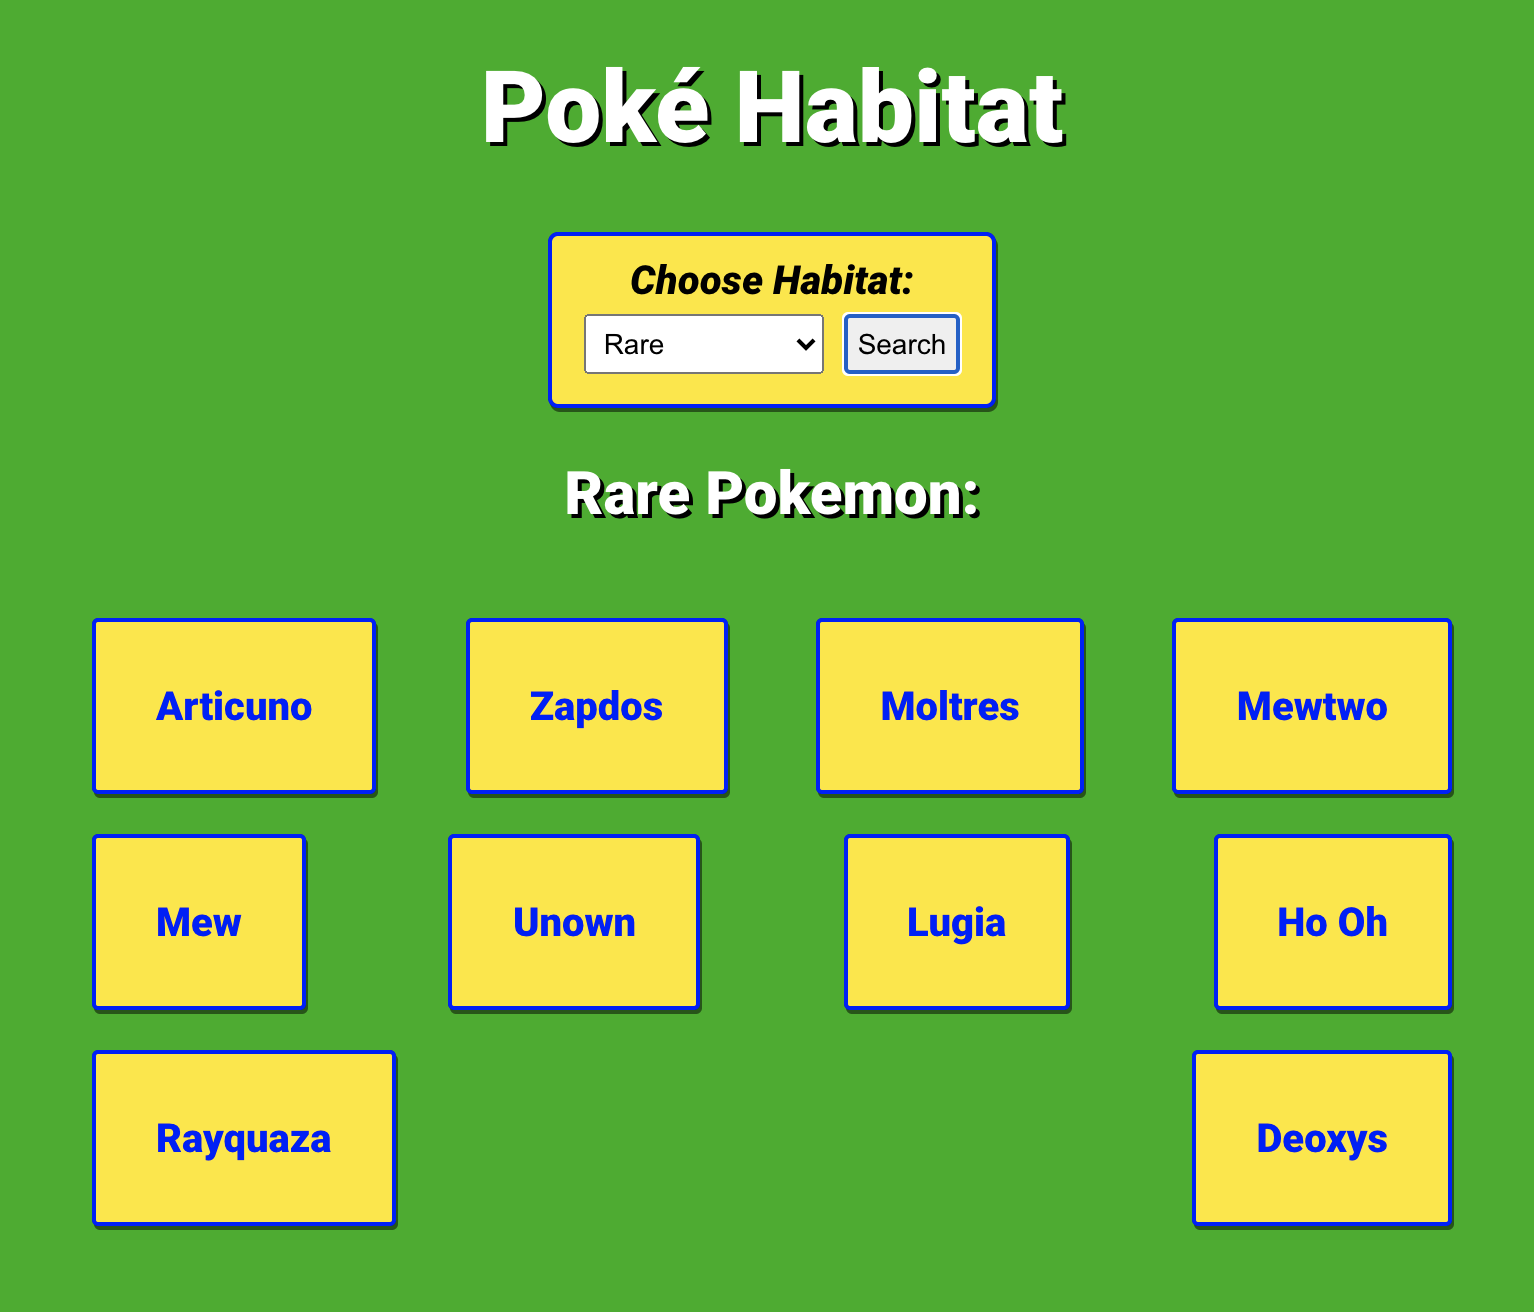 Poké Habitat
Choose Habitat:
Rare Search
Rare Pokemon:
Articuno Zapdos Moltres Mewtwo
Mew Unown Lugia Ho Oh
Rayquaza Deoxys